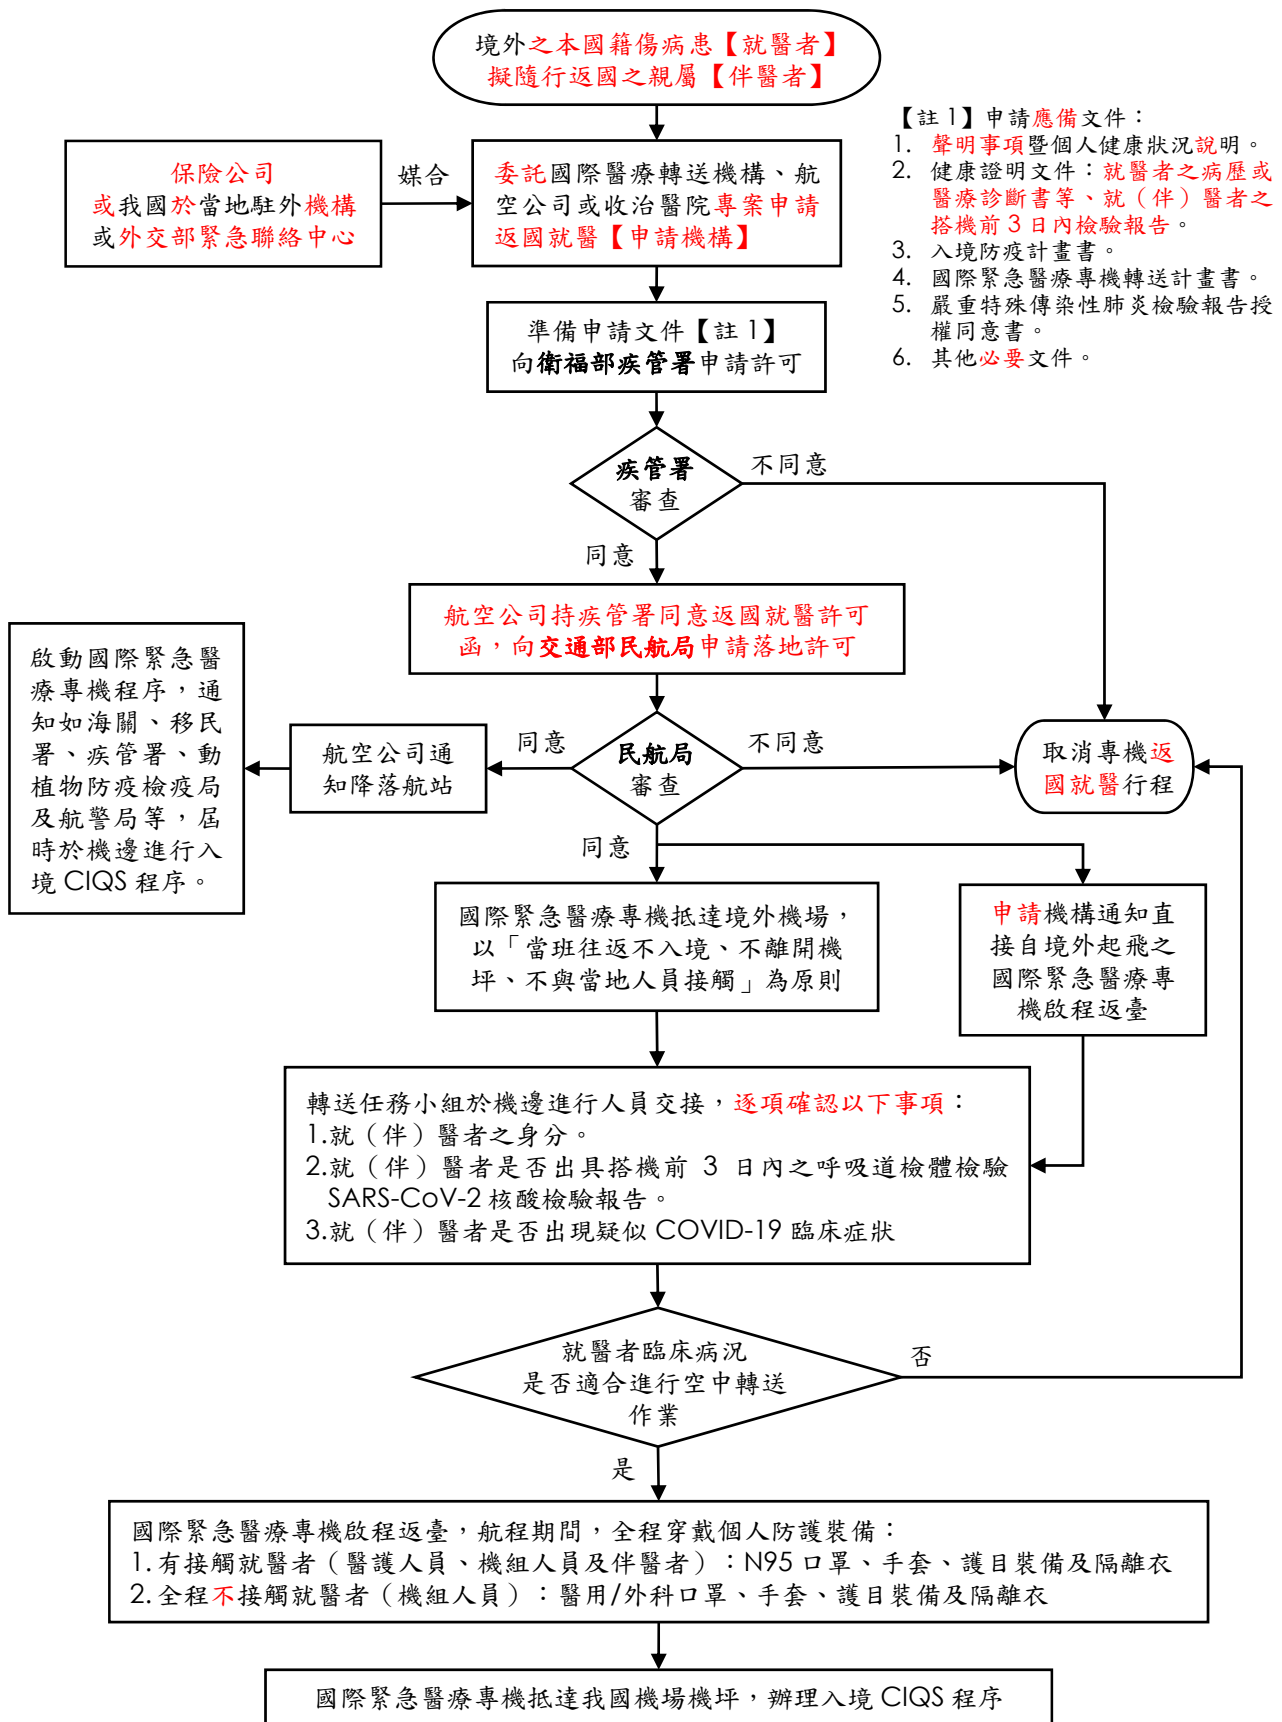 境外之本國籍傷病患【就醫者】
擬隨行返國之親屬【伴醫者】
【註 1】申請應備文件：
1. 聲明事項暨個人健康狀況說明。
2. 健康證明文件：就醫者之病歷或
醫療診斷書等、就（伴）醫者之
搭機前 3 日內檢驗報告。
3. 入境防疫計畫書。
4. 國際緊急醫療專機轉送計畫書。
5. 嚴重特殊傳染性肺炎檢驗報告授
權同意書。
6. 其他必要文件。
保險公司
或我國於當地駐外機構
或外交部緊急聯絡中心
媒合
委託國際醫療轉送機構、航
空公司或收治醫院專案申請
返國就醫【申請機構】
準備申請文件【註 1】
向衛福部疾管署申請許可
疾管署
審查
不同意
同意
航空公司持疾管署同意返國就醫許可
函，向交通部民航局申請落地許可
啟動國際緊急醫
療專機程序，通
知如海關、移民
署、疾管署、動
植物防疫檢疫局
及航警局等，屆
時於機邊進行入
境 CIQS 程序。
航空公司通
知降落航站
同意
民航局
審查
不同意
取消專機返
國就醫行程
同意
國際緊急醫療專機抵達境外機場，
以「當班往返不入境、不離開機
坪、不與當地人員接觸」為原則
申請機構通知直
接自境外起飛之
國際緊急醫療專
機啟程返臺
轉送任務小組於機邊進行人員交接，逐項確認以下事項：
1.就（伴）醫者之身分。
2.就（伴）醫者是否出具搭機前 3 日內之呼吸道檢體檢驗
SARS-CoV-2 核酸檢驗報告。
3.就（伴）醫者是否出現疑似 COVID-19 臨床症狀
就醫者臨床病況
是否適合進行空中轉送
作業
否
是
國際緊急醫療專機啟程返臺，航程期間，全程穿戴個人防護裝備：
1. 有接觸就醫者（醫護人員、機組人員及伴醫者）：N95 口罩、手套、護目裝備及隔離衣
2. 全程不接觸就醫者（機組人員）：醫用/外科口罩、手套、護目裝備及隔離衣
國際緊急醫療專機抵達我國機場機坪，辦理入境 CIQS 程序